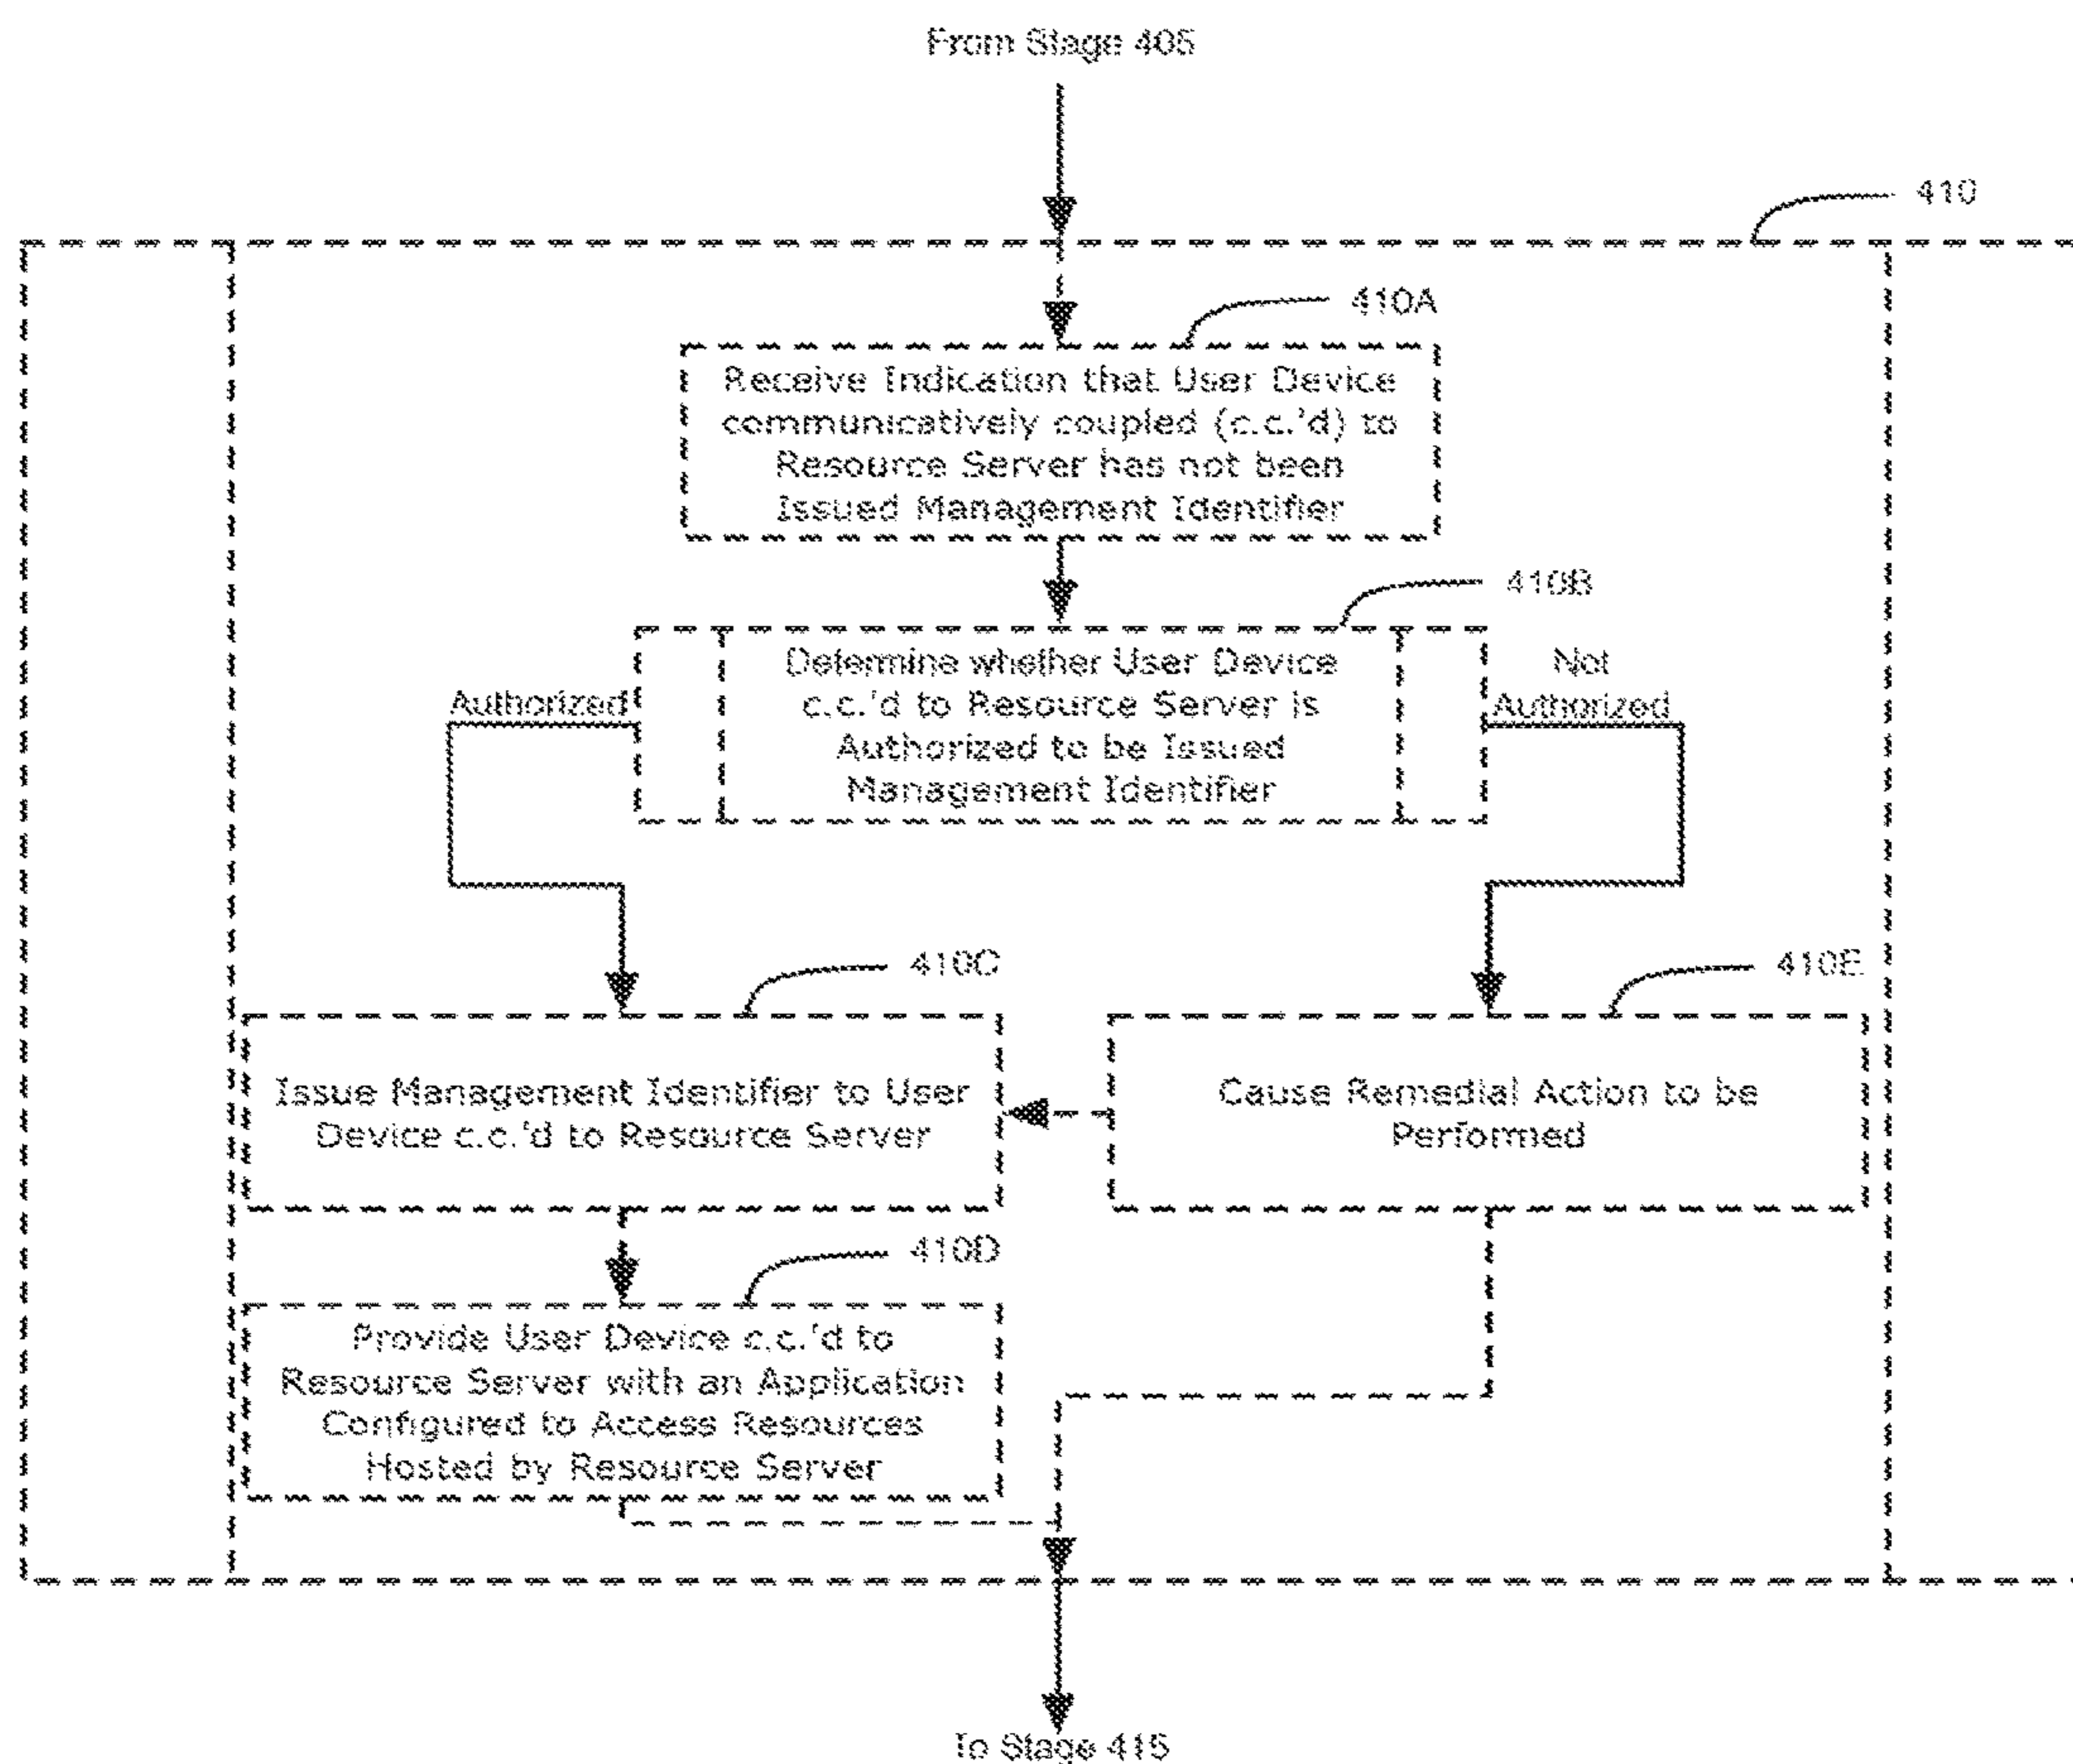 From Stage 405
410
410A
Receive Indication that User Device
communicatively coupled (c.c.'d) to
Resource Server has not been
Issued Management Identifier
410B
Determine whether User Device
c.c.'d to Resource Server is
Authorized to be Issued
Management Identifier
Authorized
Not
Authorized
410C
Issue Management Identifier to User
Device c.c.'d to Resource Server
410E
Cause Remedial Action to be
Performed
410D
Provide User Device c.c.'d to
Resource Server with an Application
Configured to Access Resources
Hosted by Resource Server
To Stage 415